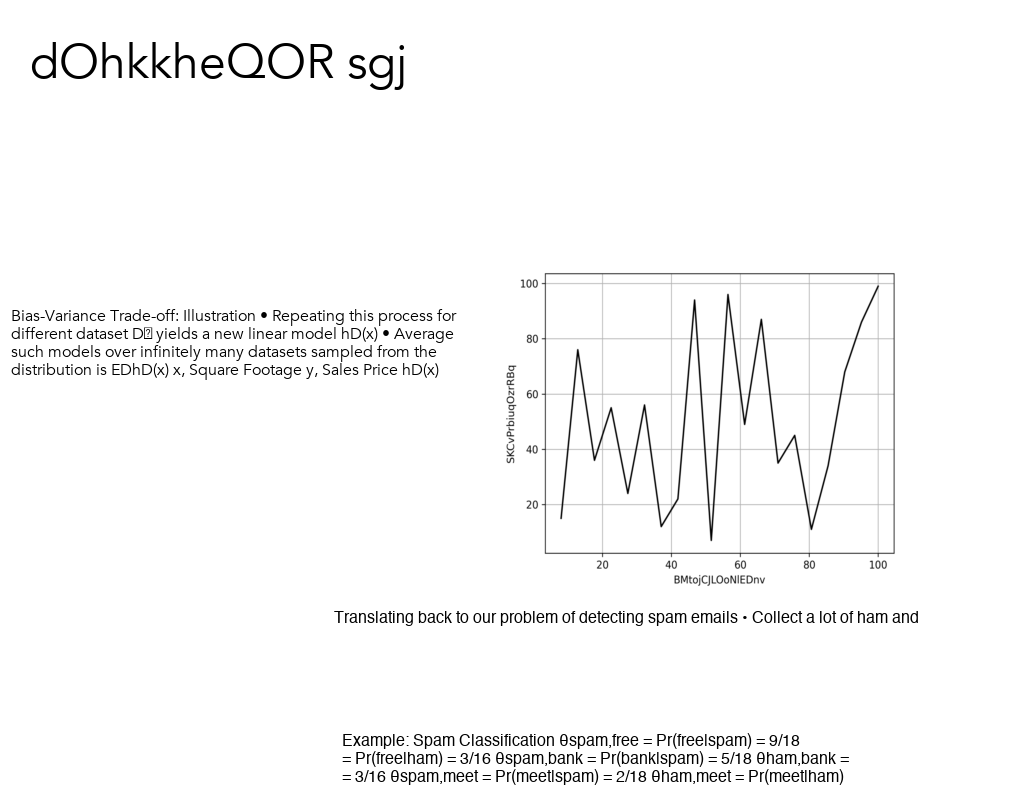 dOhkkheQOR sgj
Bias-Variance Trade-off: Illustration • Repeating this process for
different dataset D yields a new linear model hD(x) • Average
such models over infinitely many datasets sampled from the
distribution is EDhD(x) x, Square Footage y, Sales Price hD(x)
100
80
60
40
20
SKCvPrbiuqOzrRBq
20 40 60 80 100
BMtojCJLOoNlEDnv
Translating back to our problem of detecting spam emails • Collect a lot of ham and
Example: Spam Classification θspam,free = Pr(free|spam) = 9/18
= Pr(free|ham) = 3/16 θspam,bank = Pr(bank|spam) = 5/18 θham,bank =
= 3/16 θspam,meet = Pr(meet|spam) = 2/18 θham,meet = Pr(meet|ham)